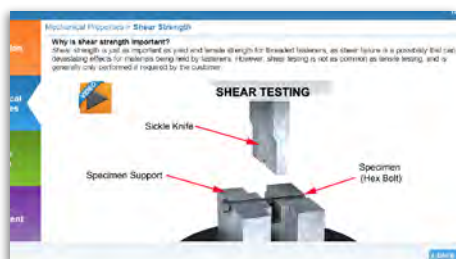 Mechanical Properties > Shear Strength
Why is shear strength important?
Shear strength is just as important as yield and tensile strength for threaded fasteners, as shear failure is a possibility that can
devastating effects for materials being held by fasteners. However, shear testing is not as common as tensile testing, and is
generally only performed if required by the customer.
VIDEO
SHEAR TESTING
Sickle Knife
Specimen Support
Specimen
(Hex Bolt)